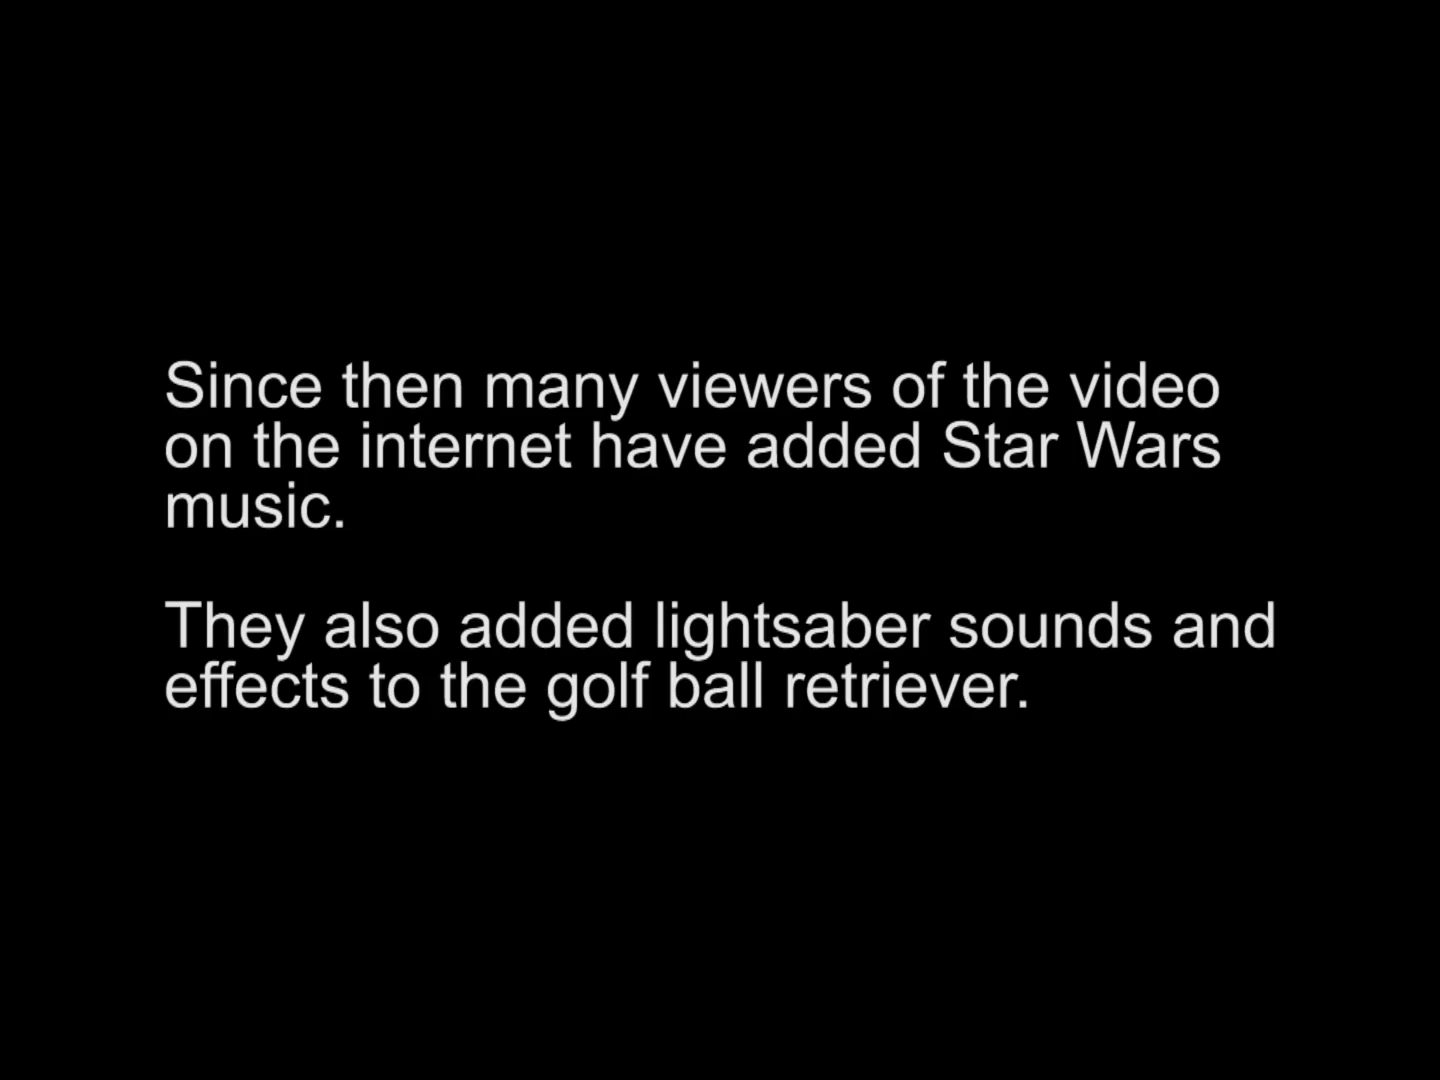 Since then many viewers of the video
on the internet have added Star Wars
music.
They also added lightsaber sounds and
effects to the golf ball retriever.